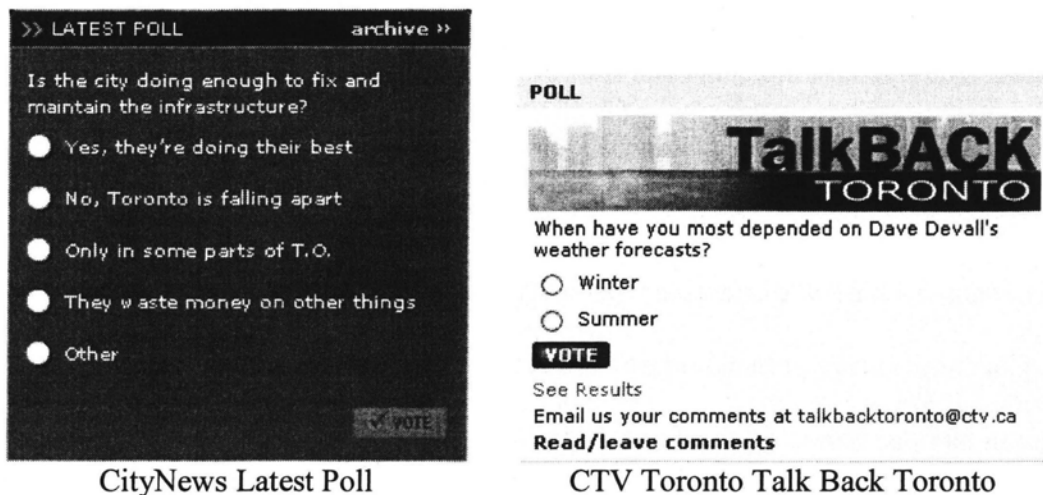 >> LATEST POLL archive >>
Is the city doing enough to fix and
maintain the infrastructure?
Yes, they're doing their best
No, Toronto is falling apart
Only in some parts of T.O.
They waste money on other things
Other
VOTE
CityNews Latest Poll
POLL
TalkBACK
TORONTO
When have you most depended on Dave Devall's
weather forecasts?
Winter
Summer
VOTE
See Results
Email us your comments at talkbacktoronto@ctv.ca
Read/leave comments
CTV Toronto Talk Back Toronto